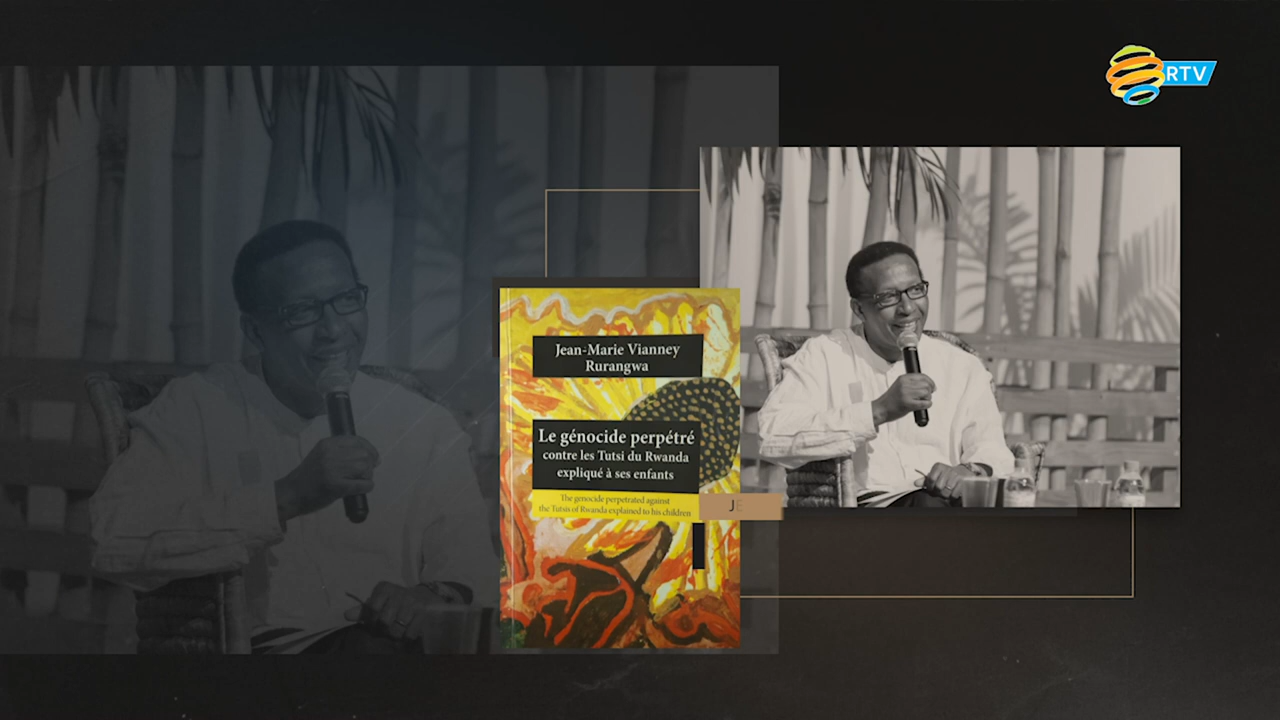 RTV
Jean-Marie Vianney
Rurangwa
Le génocide perpétré
contre les Tutsi du Rwanda
expliqué à ses enfants
The genocide perpetrated against
the Tutsis of Rwanda explained to his children
JE